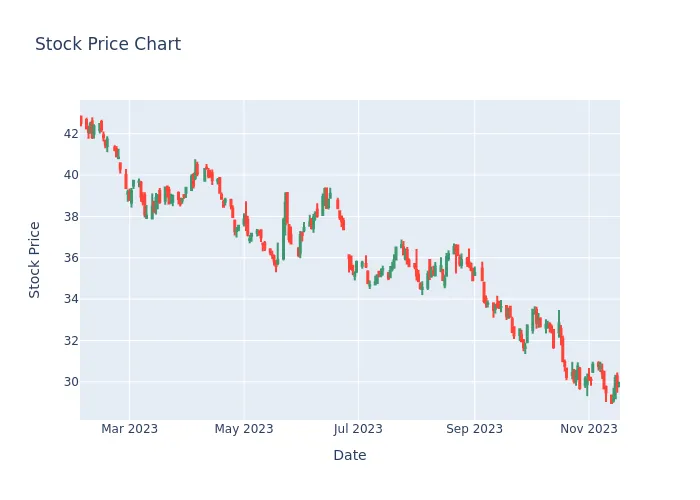 Stock Price Chart
Stock Price
42
40
38
36
34
32
30
Mar 2023
May 2023
Jul 2023
Sep 2023
Nov 2023
Date